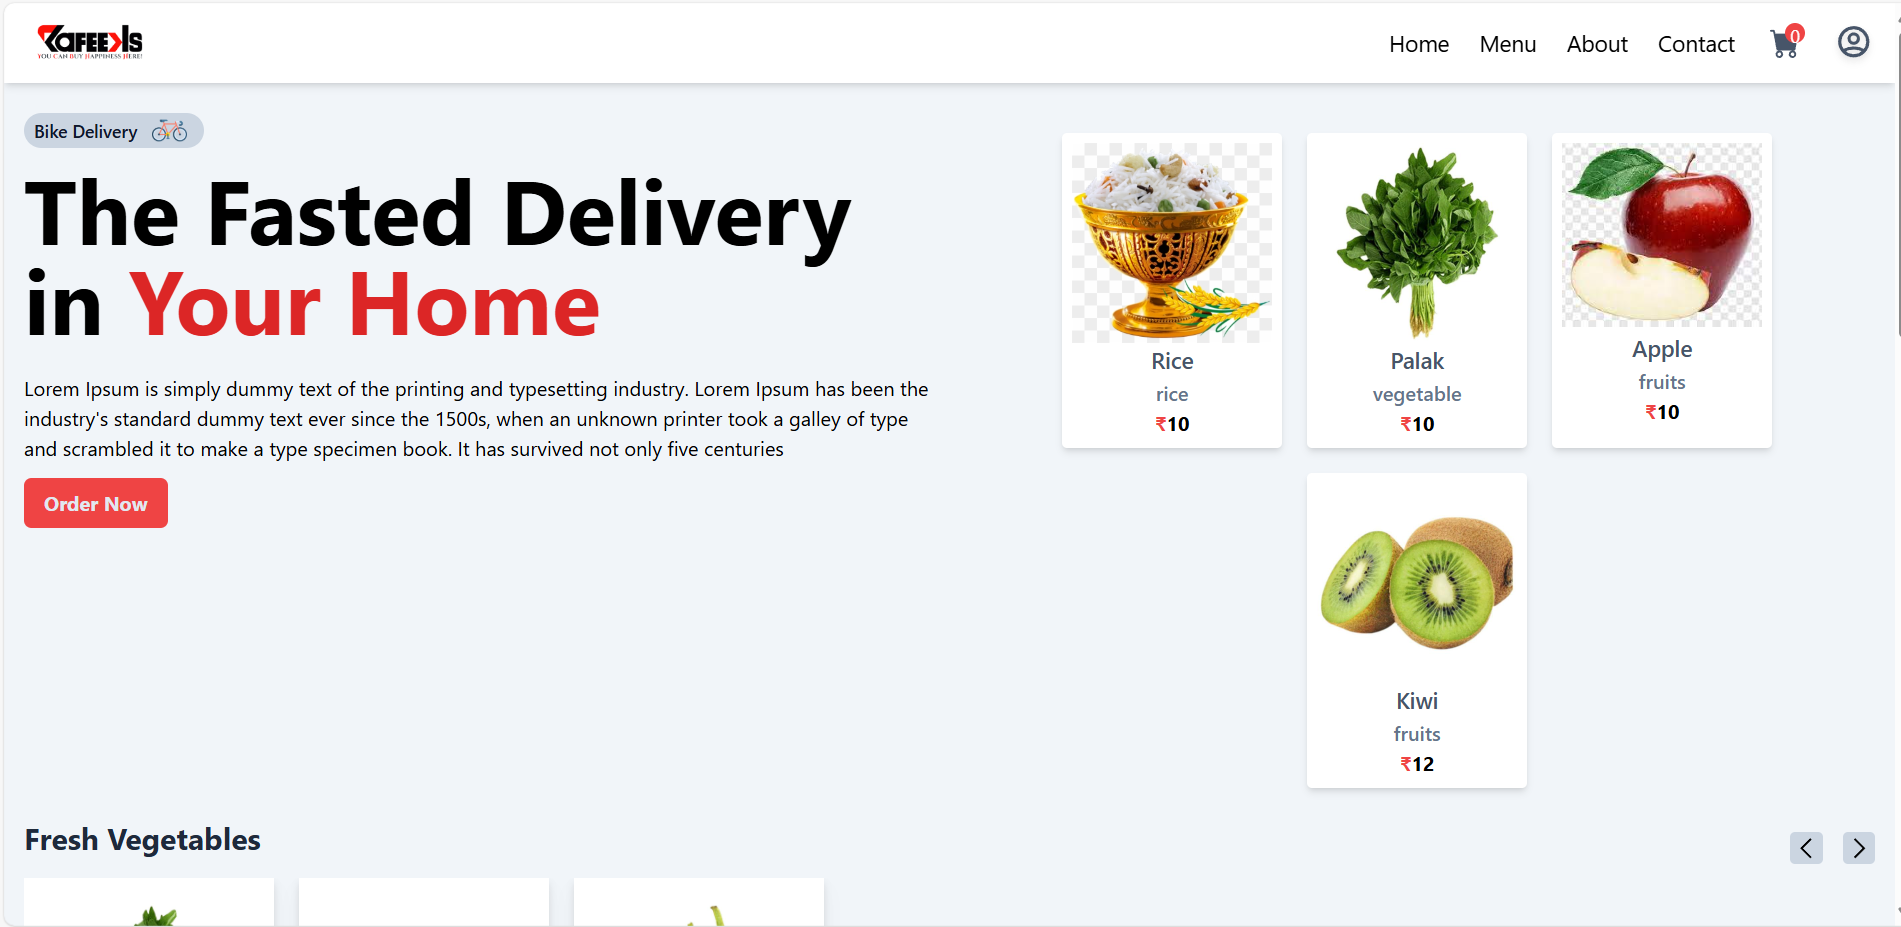 KAFEEKIS
YOU CAN BUY HAPPINESS HERE!
Home Menu About Contact 0
Bike Delivery
The Fasted Delivery
in Your Home
Lorem Ipsum is simply dummy text of the printing and typesetting industry. Lorem Ipsum has been the
industry's standard dummy text ever since the 1500s, when an unknown printer took a galley of type
and scrambled it to make a type specimen book. It has survived not only five centuries
Order Now
Rice
rice
₹10
Palak
vegetable
₹10
Apple
fruits
₹10
Kiwi
fruits
₹12
Fresh Vegetables